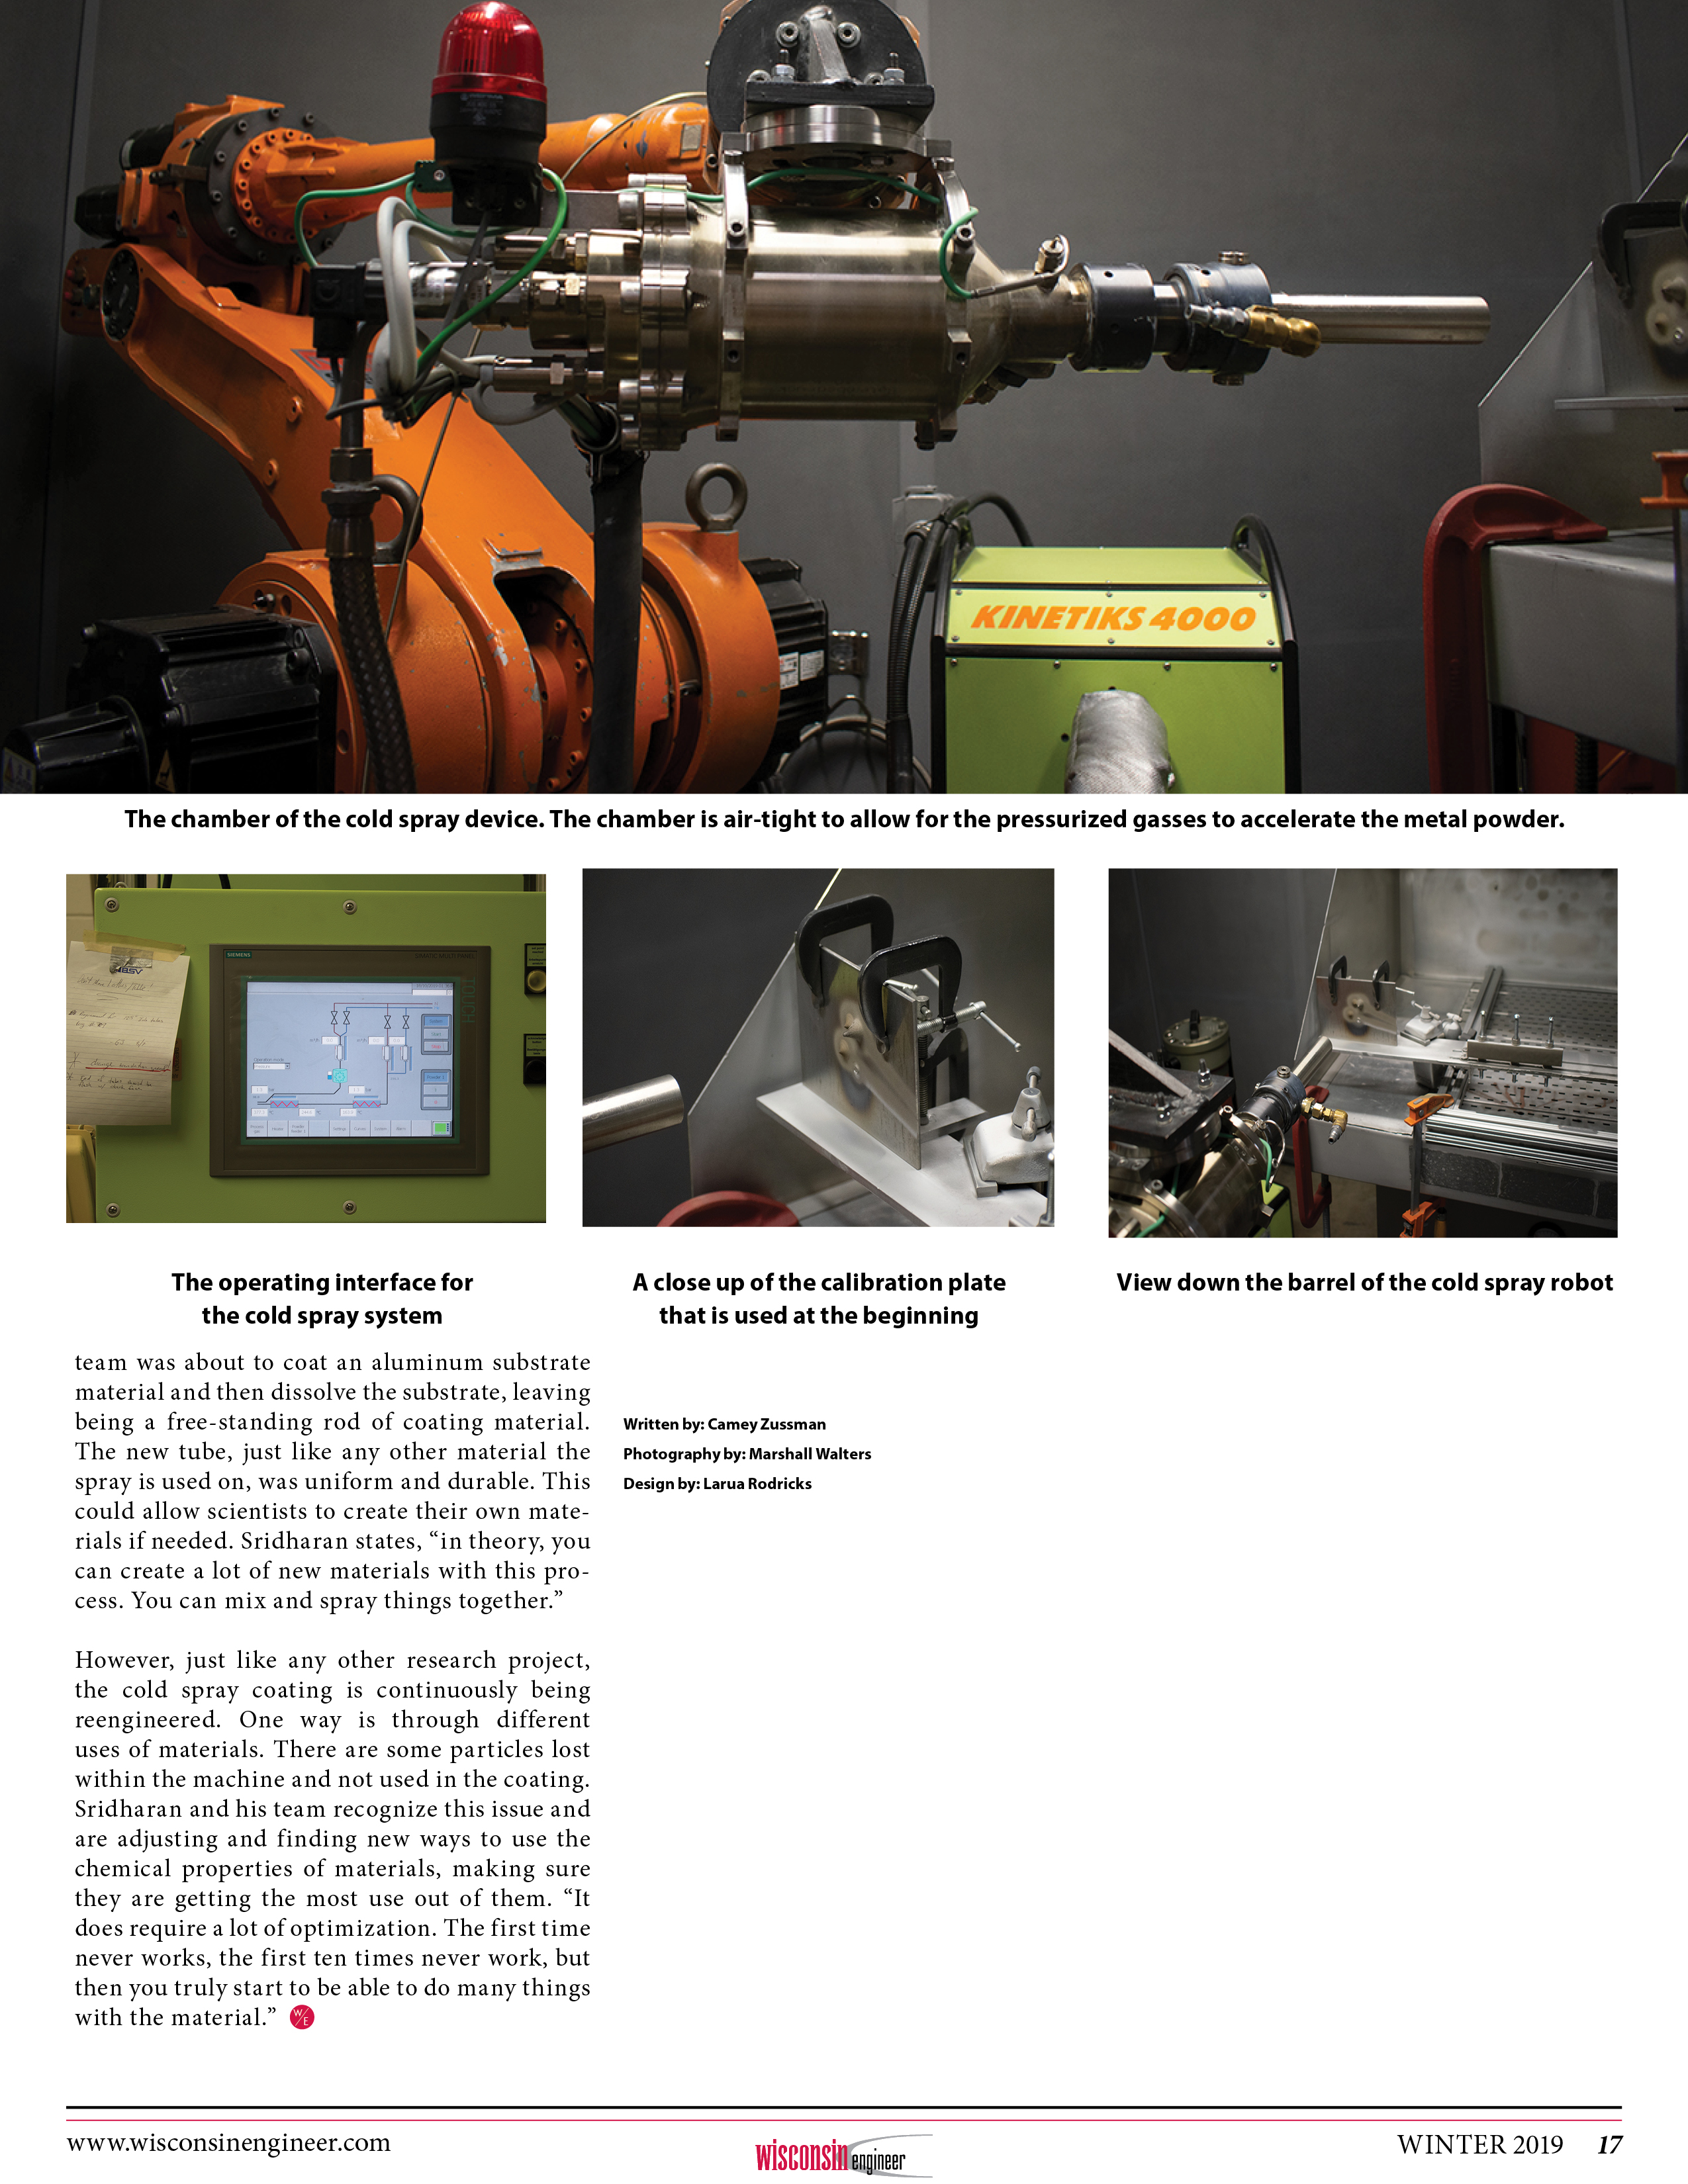 KINETIKS 4000
The chamber of the cold spray device. The chamber is air-tight to allow for the pressurized gasses to accelerate the metal powder.
SIEMENS
SIMATIC MULTI PANEL
TOUCH
The operating interface for
the cold spray system
A close up of the calibration plate
that is used at the beginning
View down the barrel of the cold spray robot
team was about to coat an aluminum substrate
material and then dissolve the substrate, leaving
being a free-standing rod of coating material.
The new tube, just like any other material the
spray is used on, was uniform and durable. This
could allow scientists to create their own mate-
rials if needed. Sridharan states, “in theory, you
can create a lot of new materials with this pro-
cess. You can mix and spray things together.”
However, just like any other research project,
the cold spray coating is continuously being
reengineered. One way is through different
uses of materials. There are some particles lost
within the machine and not used in the coating.
Sridharan and his team recognize this issue and
are adjusting and finding new ways to use the
chemical properties of materials, making sure
they are getting the most use out of them. “It
does require a lot of optimization. The first time
never works, the first ten times never work, but
then you truly start to be able to do many things
with the material.” W/E
Written by: Camey Zussman
Photography by: Marshall Walters
Design by: Larua Rodricks
www.wisconsinengineer.com
wisconsin engineer
WINTER 2019 17